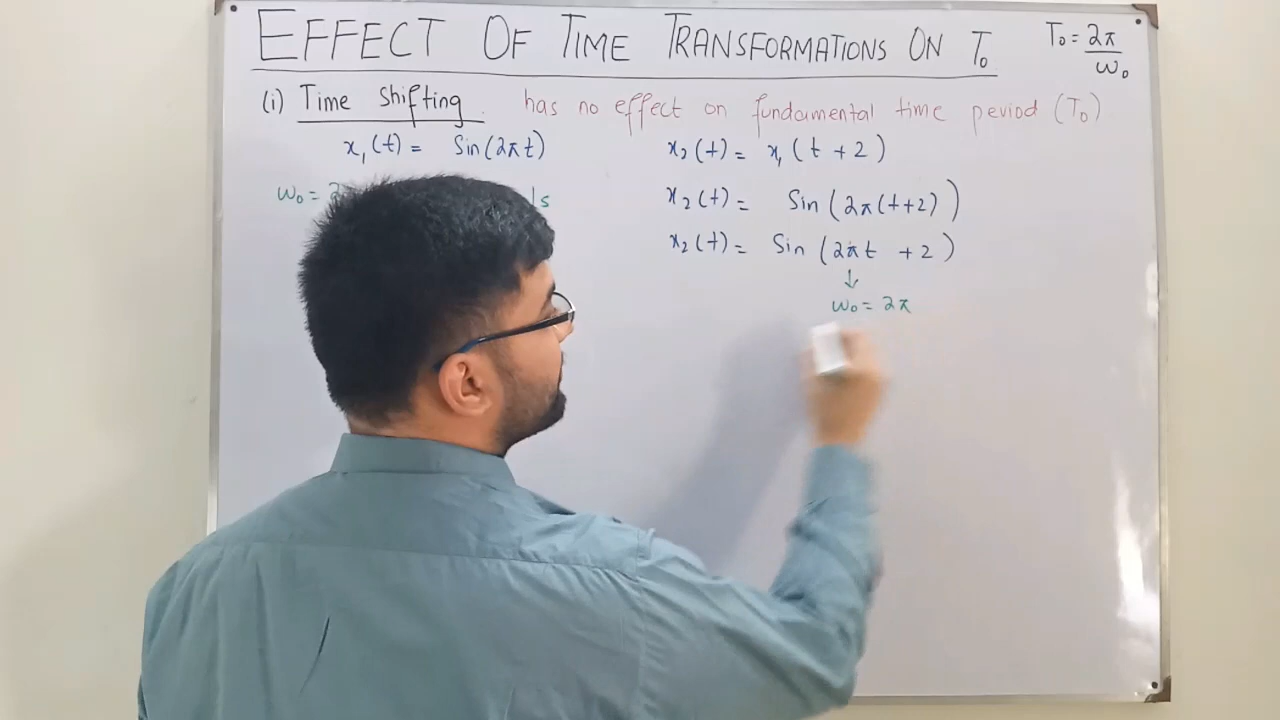 EFFECT OF TIME TRANSFORMATIONS ON T₀
T₀ = 2π / ω₀
(i) Time Shifting has no effect on fundamental time period (T₀)
x₁(t) = Sin(2πt)
x₂(t) = x₁(t + 2)
ω₀ = 2
x₂(t) = Sin(2π(t+2))
x₂(t) = Sin(2πt + 2)
↓
ω₀ = 2π